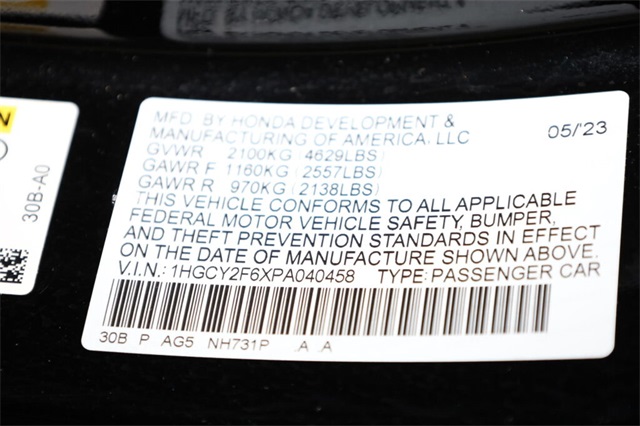 MFD. BY HONDA DEVELOPMENT &
MANUFACTURING OF AMERICA, LLC
05/'23
GVWR 2100KG (4629LBS)
GAWR F 1160KG (2557LBS)
GAWR R 970KG (2138LBS)
THIS VEHICLE CONFORMS TO ALL APPLICABLE
FEDERAL MOTOR VEHICLE SAFETY, BUMPER,
AND THEFT PREVENTION STANDARDS IN EFFECT
ON THE DATE OF MANUFACTURE SHOWN ABOVE.
V.I.N.: 1HGCY2F6XPA040458 TYPE: PASSENGER CAR
30B P AG5 NH731P A A
30B-A0